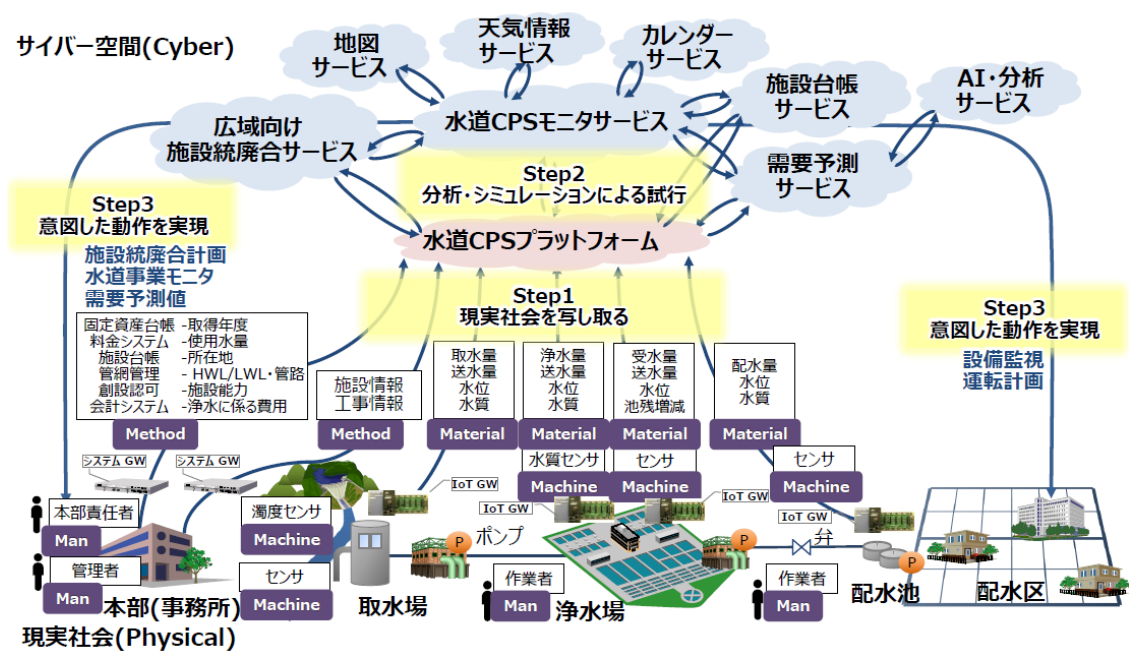 サイバー空間(Cyber)
地図
サービス
天気情報
サービス
カレンダー
サービス
施設台帳
サービス
AI・分析
サービス
広域向け
施設統廃合サービス
水道CPSモニタサービス
需要予測
サービス
Step2
分析・シミュレーションによる試行
水道CPSプラットフォーム
Step3
意図した動作を実現
施設統廃合計画
水道事業モニタ
需要予測値
Step1
現実社会を写し取る
Step3
意図した動作を実現
設備監視
運転計画
固定資産台帳 -取得年度
料金システム -使用水量
施設台帳 -所在地
管網管理 - HWL/LWL・管路
創設認可 -施設能力
会計システム -浄水に係る費用
Method
施設情報
工事情報
Method
取水量
送水量
水位
水質
Material
浄水量
送水量
水位
水質
Material
受水量
送水量
水位
池残増減
Material
配水量
水位
水質
Material
水質センサ
Machine
センサ
Machine
センサ
Machine
システム GW
システム GW
IoT GW
IoT GW
IoT GW
IoT GW
本部責任者
Man
管理者
Man
本部(事務所)
濁度センサ
Machine
センサ
Machine
取水場
P
ポンプ
作業者
Man
浄水場
P
作業者
Man
弁
P
配水池
配水区
現実社会(Physical)